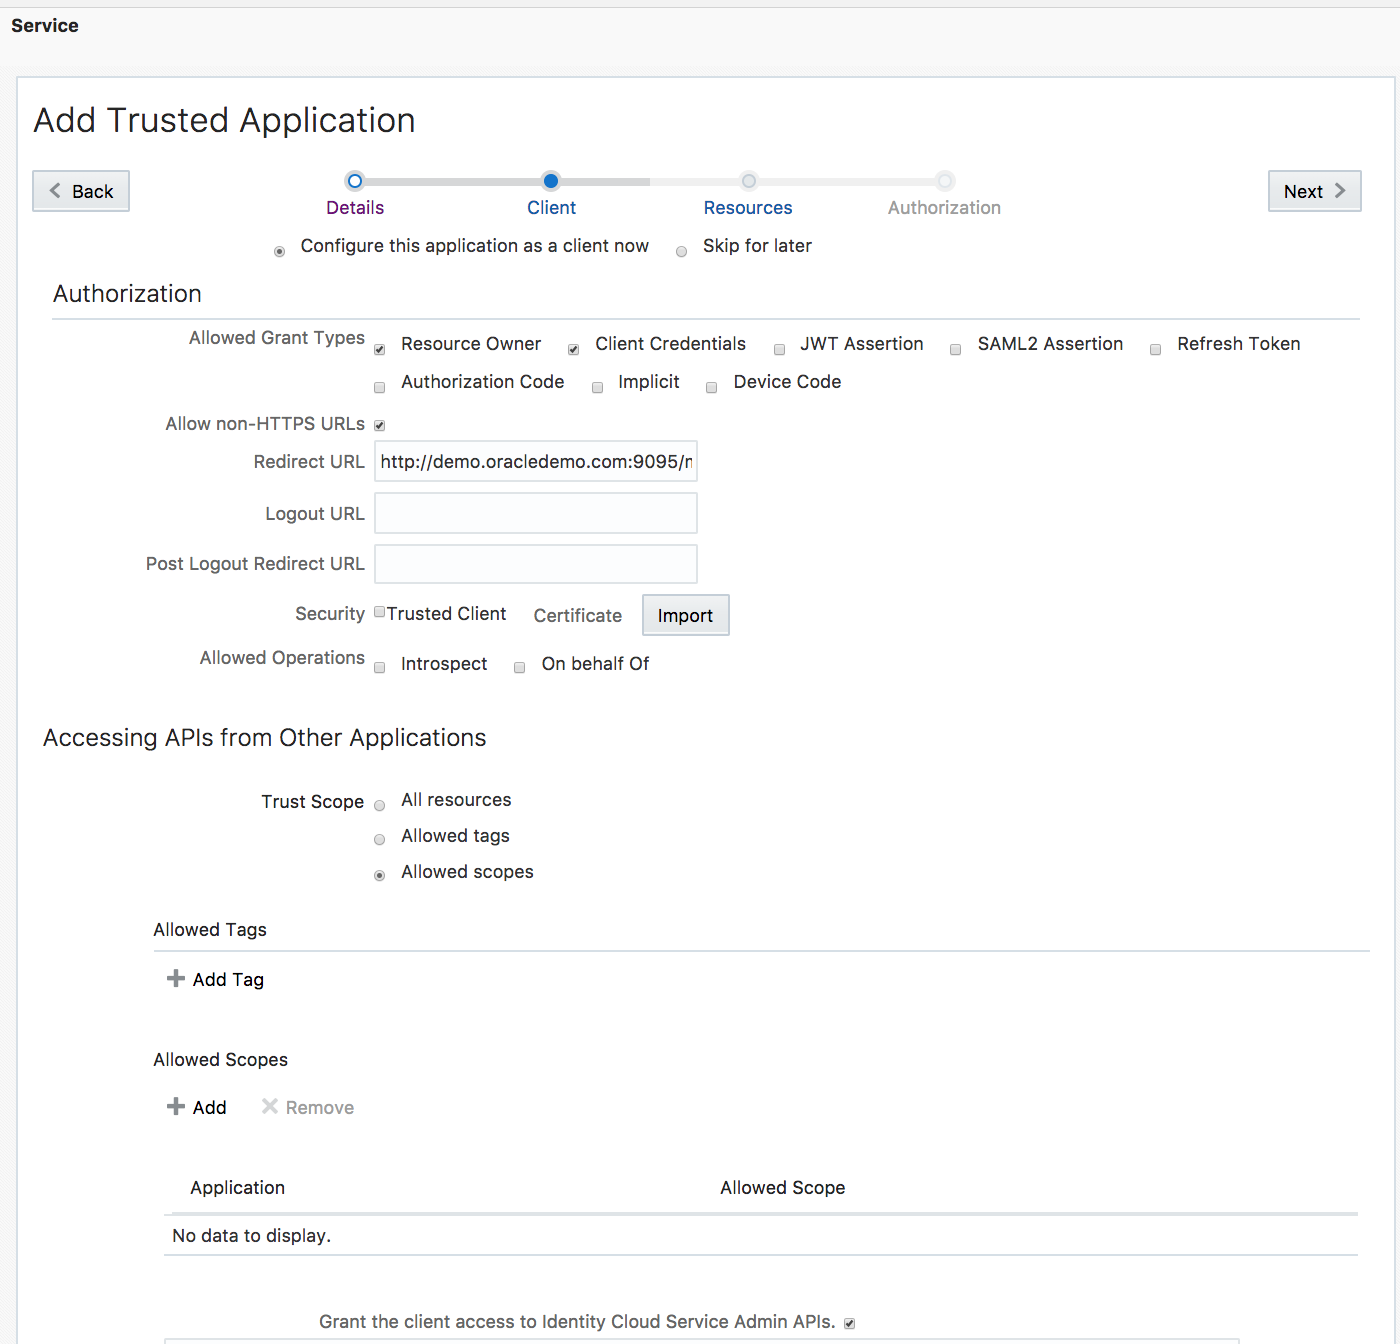 Service
Add Trusted Application
Back
Next
Details Client Resources Authorization
Configure this application as a client now Skip for later
Authorization
Allowed Grant Types Resource Owner Client Credentials JWT Assertion SAML2 Assertion Refresh Token
Authorization Code Implicit Device Code
Allow non-HTTPS URLs
Redirect URL http://demo.oracledemo.com:9095/
Logout URL
Post Logout Redirect URL
Security Trusted Client Certificate Import
Allowed Operations Introspect On behalf Of
Accessing APIs from Other Applications
Trust Scope All resources
Allowed tags
Allowed scopes
Allowed Tags
Add Tag
Allowed Scopes
Add Remove
Application Allowed Scope
No data to display.
Grant the client access to Identity Cloud Service Admin APIs.